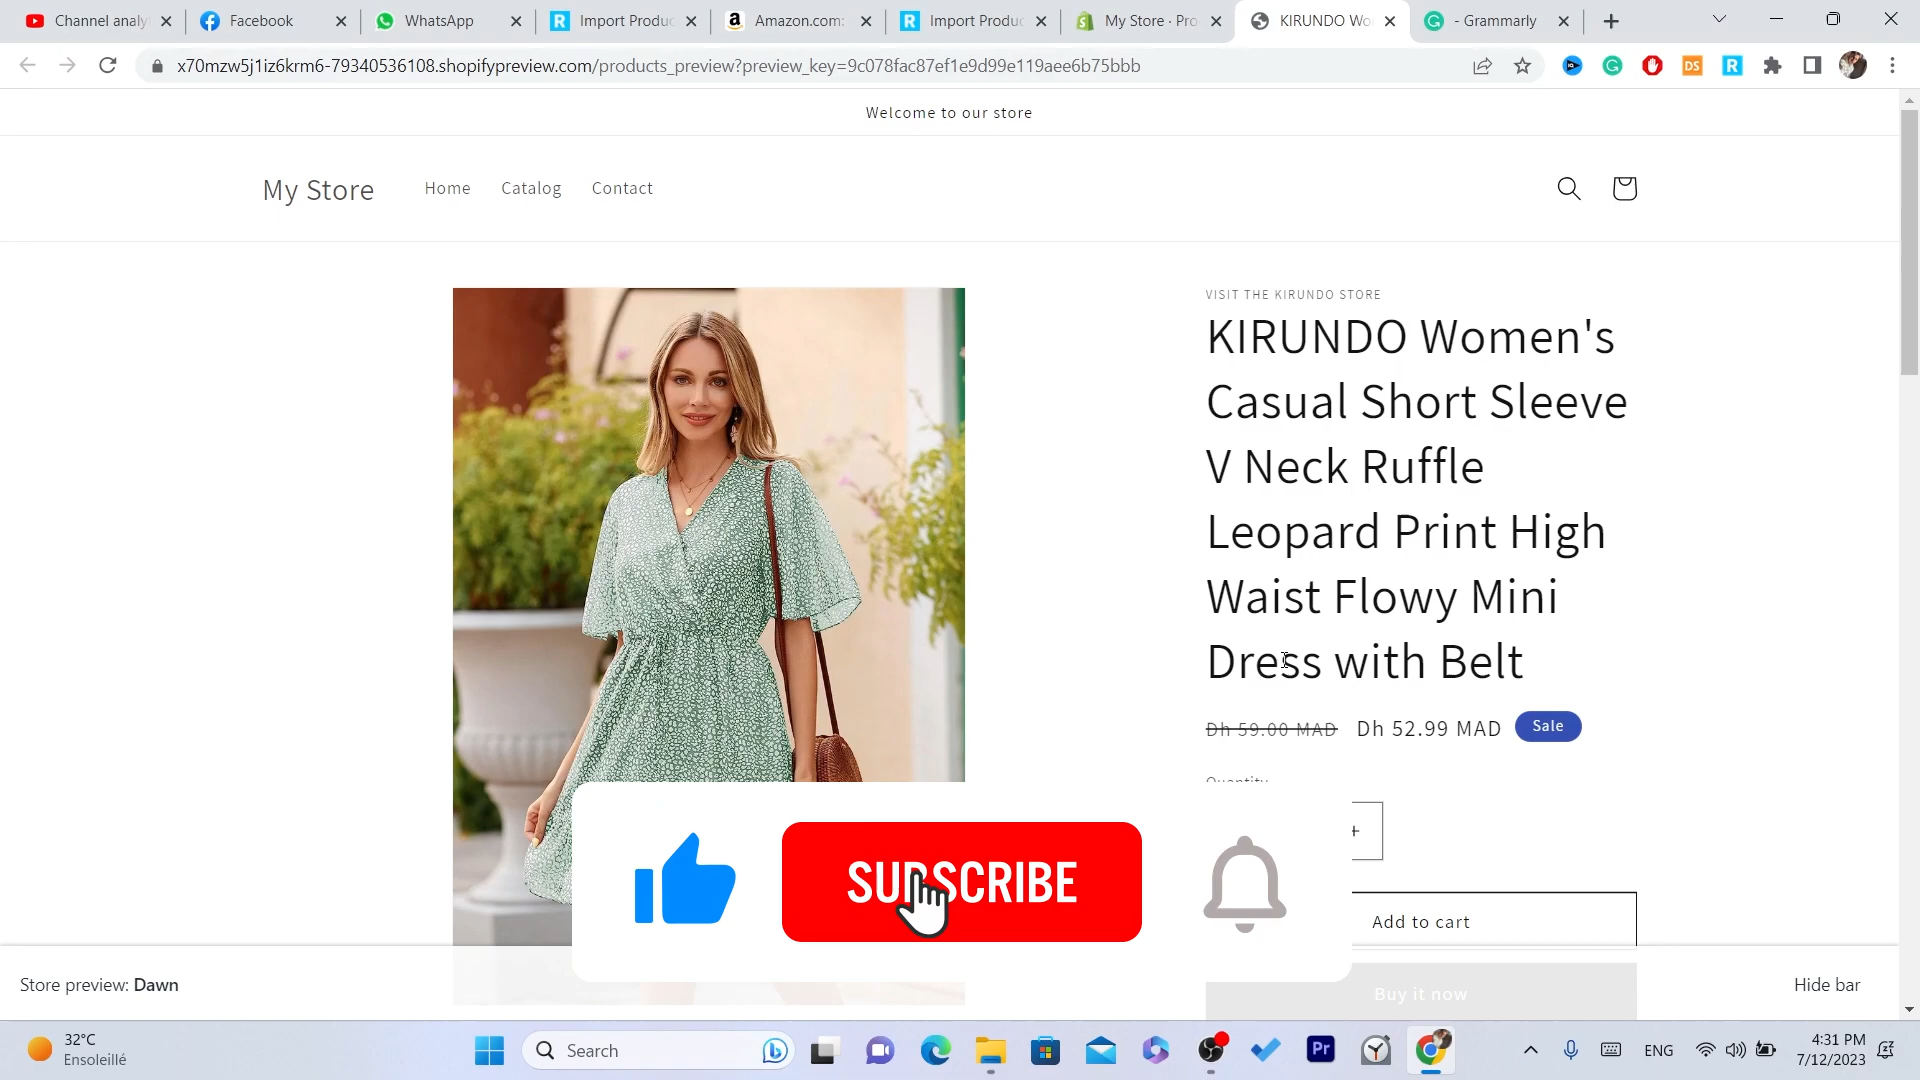 Channel analy
Facebook
WhatsApp
Import Produc
Amazon.com:
Import Produc
My Store · Pro
KIRUNDO Wo
- Grammarly
x70mzw5j1iz6krm6-79340536108.shopifypreview.com/products_preview?preview_key=9c078fac87ef1e9d99e119aee6b75bbb
Welcome to our store
My Store
Home
Catalog
Contact
VISIT THE KIRUNDO STORE
KIRUNDO Women's
Casual Short Sleeve
V Neck Ruffle
Leopard Print High
Waist Flowy Mini
Dress with Belt
Dh 59.00 MAD
Dh 52.99 MAD
Sale
Quantity
SUBSCRIBE
Add to cart
Buy it now
Store preview: Dawn
Hide bar
32°C
Ensoleillé
Search
Pr
ENG
4:31 PM
7/12/2023